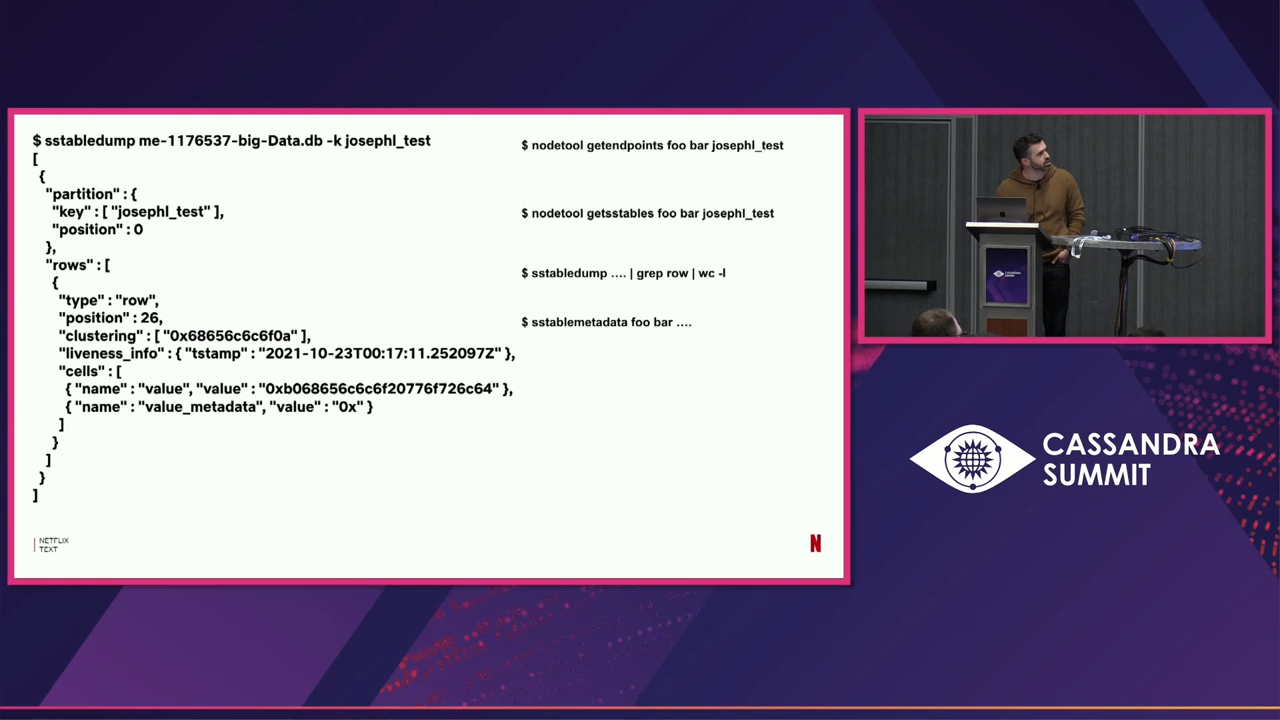 $ sstabledump me-1176537-big-Data.db -k josephl_test
[
{
"partition" : {
"key" : [ "josephl_test" ],
"position" : 0
},
"rows" : [
{
"type" : "row",
"position" : 26,
"clustering" : [ "0x68656c6c6f0a" ],
"liveness_info" : { "tstamp" : "2021-10-23T00:17:11.252097Z" },
"cells" : [
{ "name" : "value", "value" : "0xb068656c6c6f20776f726c64" },
{ "name" : "value_metadata", "value" : "0x" }
]
}
]
}
]
$ nodetool getendpoints foo bar josephl_test
$ nodetool getsstables foo bar josephl_test
$ sstabledump .... | grep row | wc -l
$ sstablemetadata foo bar ....
NETFLIX
TEXT
N
CASSANDRA
SUMMIT